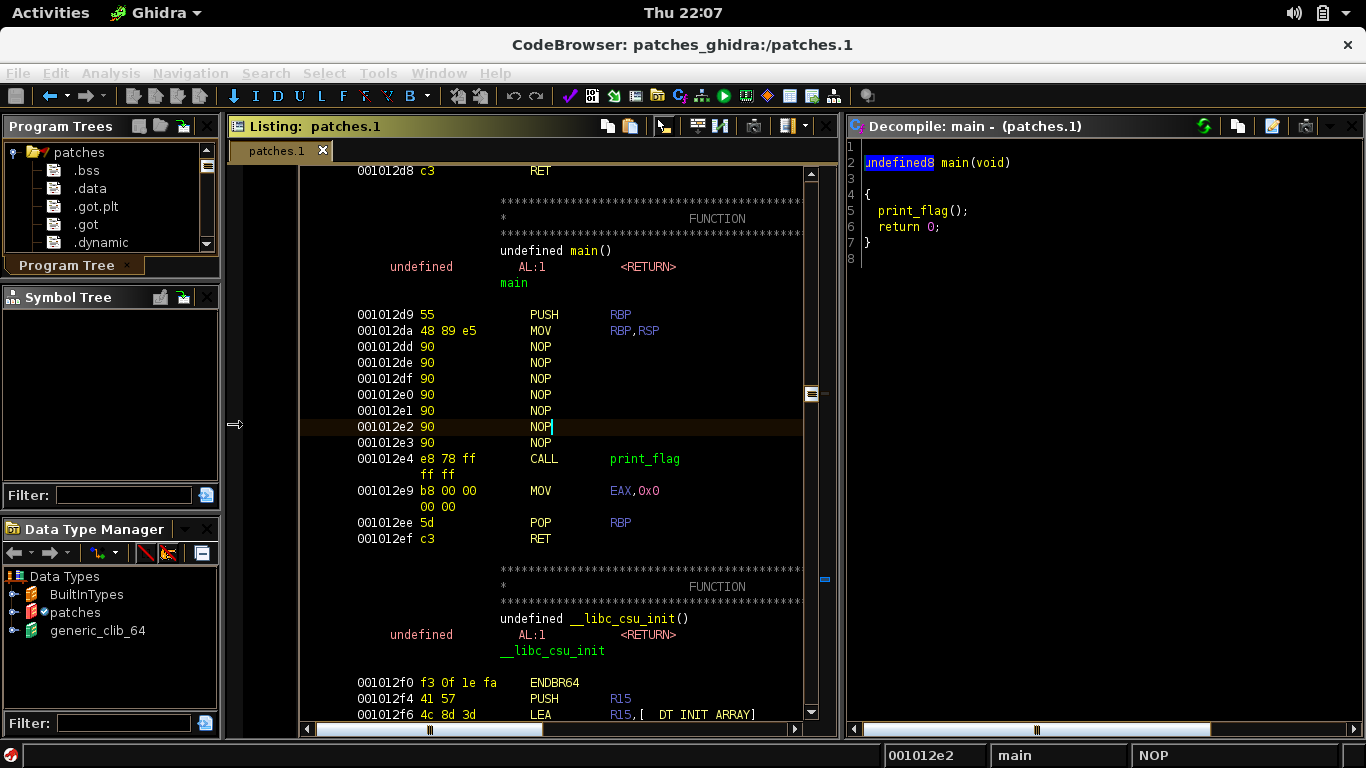 Activities Ghidra Thu 22:07
CodeBrowser: patches_ghidra:/patches.1
File Edit Analysis Navigation Search Select Tools Window Help
I D U L F F V B
Program Trees
patches
.bss
.data
.got.plt
.got
.dynamic
Program Tree
Symbol Tree
Filter:
Data Type Manager
Data Types
BuiltInTypes
patches
generic_clib_64
Filter:
Listing: patches.1
patches.1
001012d8 c3 RET
*******************************************
* FUNCTION
*******************************************
undefined main()
undefined AL:1 <RETURN>
main
001012d9 55 PUSH RBP
001012da 48 89 e5 MOV RBP,RSP
001012dd 90 NOP
001012de 90 NOP
001012df 90 NOP
001012e0 90 NOP
001012e1 90 NOP
001012e2 90 NOP
001012e3 90 NOP
001012e4 e8 78 ff CALL print_flag
ff ff
001012e9 b8 00 00 MOV EAX,0x0
00 00
001012ee 5d POP RBP
001012ef c3 RET
*******************************************
* FUNCTION
*******************************************
undefined __libc_csu_init()
undefined AL:1 <RETURN>
__libc_csu_init
001012f0 f3 0f 1e fa ENDBR64
001012f4 41 57 PUSH R15
001012f6 4c 8d 3d LEA R15,[__DT_INIT_ARRAY]
Decompile: main - (patches.1)
1
2 undefined8 main(void)
3
4 {
5 print_flag();
6 return 0;
7 }
8
001012e2 main NOP